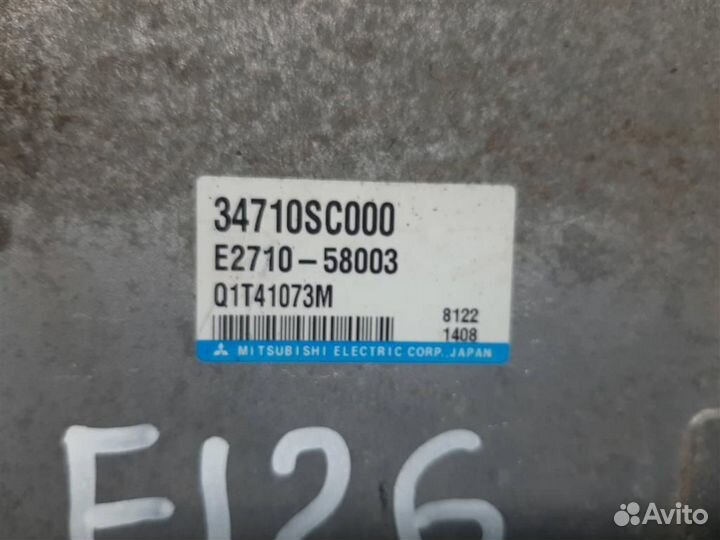 34710SC000
E2710-58003
Q1T41073M
8122
1408
MITSUBISHI ELECTRIC CORP., JAPAN
E126
Avito